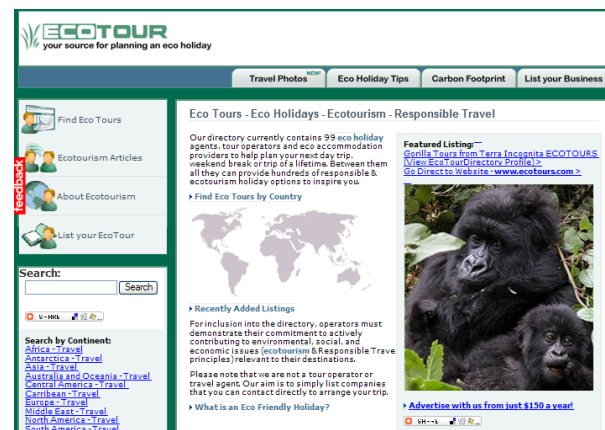 ECOTOUR
your source for planning an eco holiday
Travel Photos
NEW!
Eco Holiday Tips
Carbon Footprint
List your Business
Find Eco Tours
Ecotourism Articles
About Ecotourism
List your EcoTour
feedback
Search:
Search
Search by Continent:
Africa - Travel
Antarctica - Travel
Asia - Travel
Australia and Oceania - Travel
Central America - Travel
Carribean - Travel
Europe - Travel
Middle East - Travel
North America - Travel
South America - Travel
Eco Tours - Eco Holidays - Ecotourism - Responsible Travel
Our directory currently contains 99 eco holiday
agents, tour operators and eco accommodation
providers to help plan your next day trip,
weekend break or trip of a lifetime. Between them
all they can provide hundreds of responsible &
ecotourism holiday options to inspire you.
Find Eco Tours by Country
Recently Added Listings
For inclusion into the directory, operators must
demonstrate their commitment to actively
contributing to environmental, social, and
economic issues (ecotourism & Responsible Trave
principles) relevant to their destinations.
Please note that we are not a tour operator or
travel agent. Our aim is to simply list companies
that you can contact directly to arrange your trip.
What is an Eco Friendly Holiday?
Featured Listing:
Gorilla Tours from Terra Incognita ECOTOURS
[View EcoTourDirectory Profile] >
Go Direct to Website - www.ecotours.com >
Advertise with us from just $150 a year!